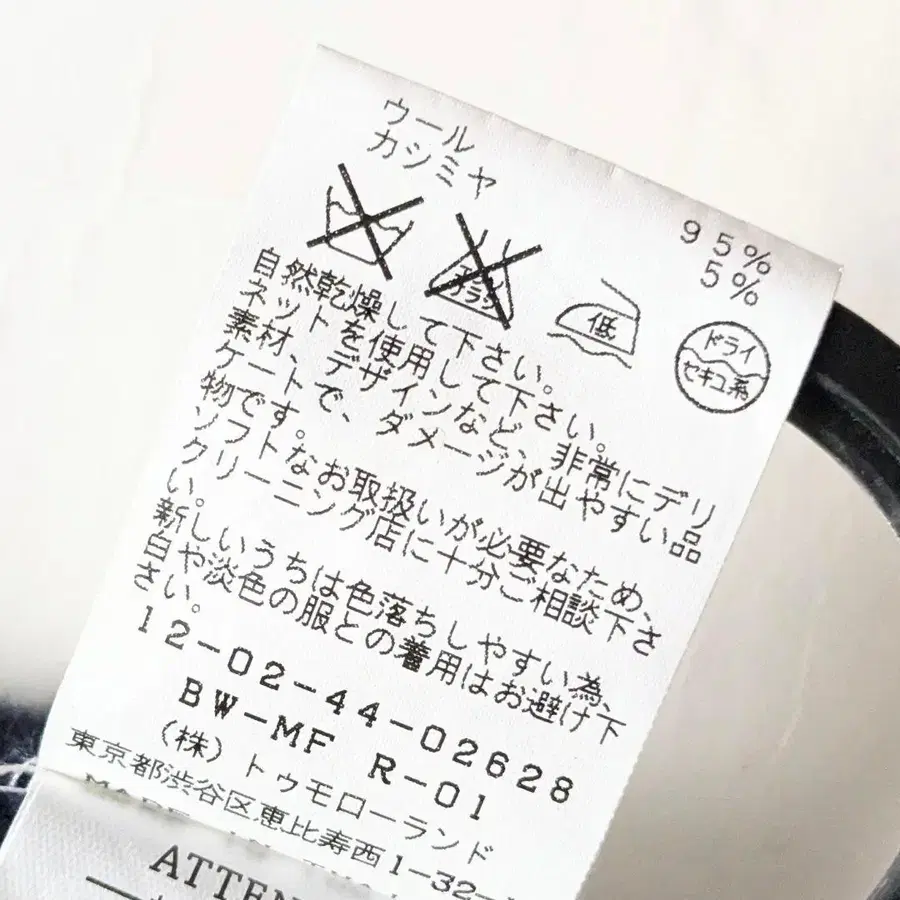 ウール 95%
カシミヤ 5%
低
ドライ
セキユ系
自然乾燥して下さい。
ネットを使用して下さい。
素材、デザインなど、非常にデリ
ケートで、ダメージが出やすい品
物です。
ソフトなお取扱いが必要なため、
クリーニング店に十分ご相談下さ
い。
新しいうちは色落ちしやすい為、
白や淡色の服との着用はお避け下
さい。
12-02-44-02628
BW-MF R-01
(株)トゥモローランド
東京都渋谷区恵比寿西1-32-
ATTEN